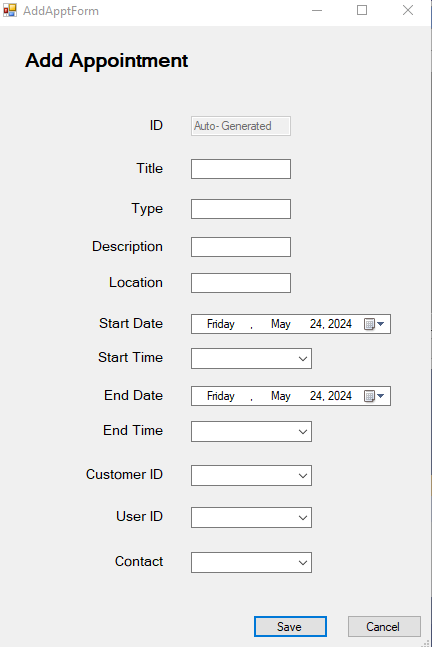 AddApptForm
Add Appointment
ID Auto- Generated
Title
Type
Description
Location
Start Date Friday , May 24, 2024
Start Time
End Date Friday , May 24, 2024
End Time
Customer ID
User ID
Contact
Save Cancel